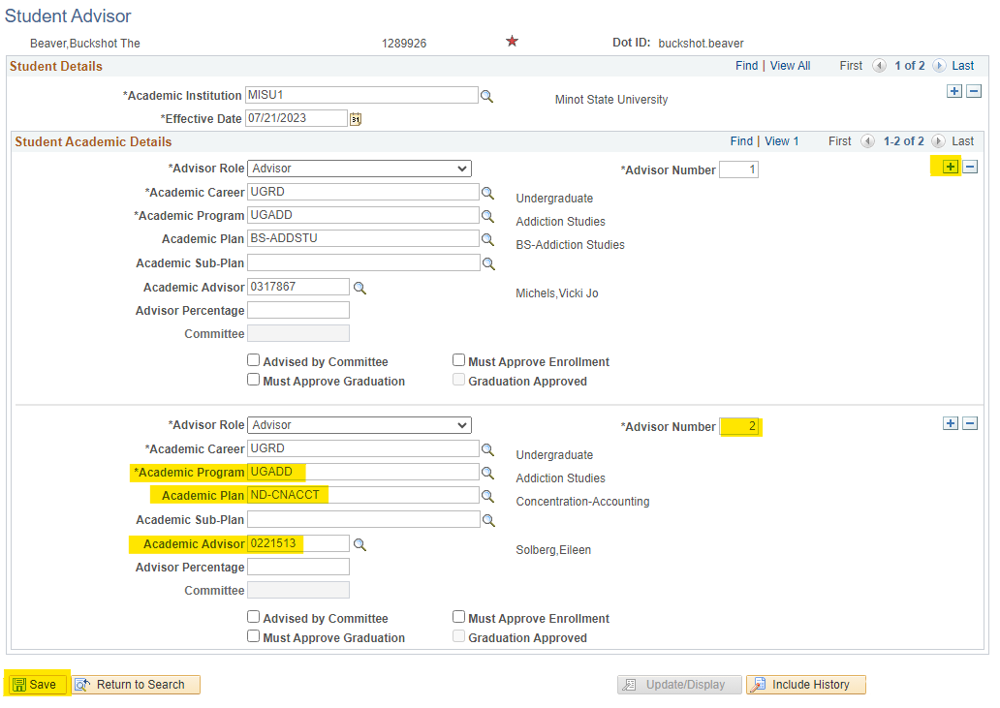 Student Advisor
Beaver,Buckshot The 1289926 Dot ID: buckshot.beaver
Student Details Find | View All First 1 of 2 Last
*Academic Institution MISU1 Minot State University
*Effective Date 07/21/2023 31
Student Academic Details Find | View 1 First 1-2 of 2 Last
*Advisor Role Advisor *Advisor Number 1
*Academic Career UGRD Undergraduate
*Academic Program UGADD Addiction Studies
Academic Plan BS-ADDSTU BS-Addiction Studies
Academic Sub-Plan
Academic Advisor 0317867 Michels,Vicki Jo
Advisor Percentage
Committee
Advised by Committee Must Approve Enrollment
Must Approve Graduation Graduation Approved
*Advisor Role Advisor *Advisor Number 2
*Academic Career UGRD Undergraduate
*Academic Program UGADD Addiction Studies
Academic Plan ND-CNACCT Concentration-Accounting
Academic Sub-Plan
Academic Advisor 0221513 Solberg,Eileen
Advisor Percentage
Committee
Advised by Committee Must Approve Enrollment
Must Approve Graduation Graduation Approved
Save Return to Search Update/Display Include History